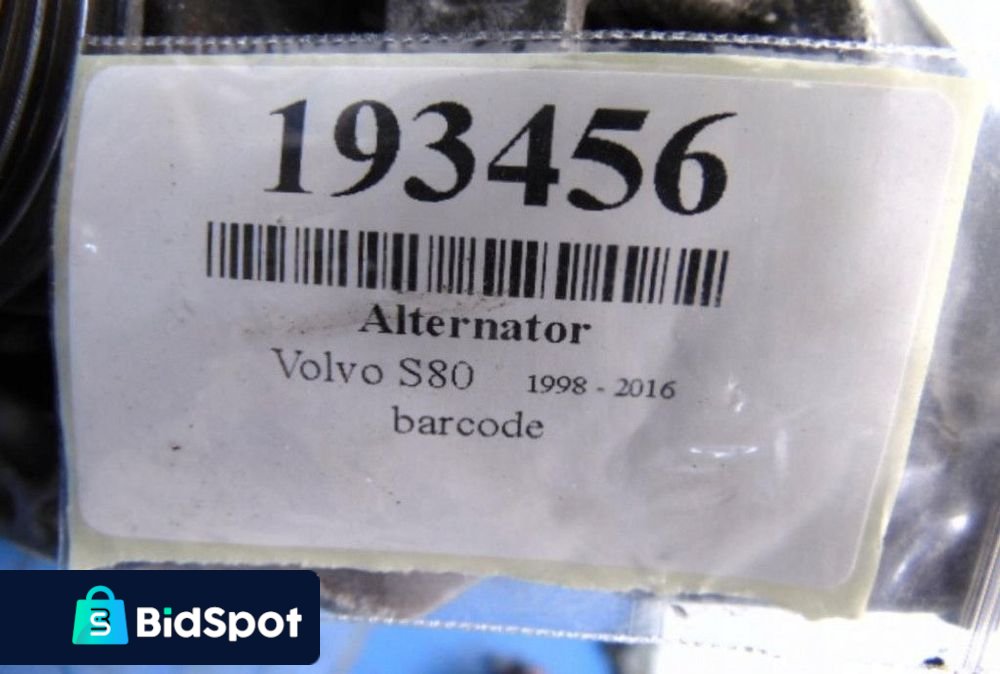 193456
Alternator
Volvo S80 1998 - 2016
barcode
BidSpot